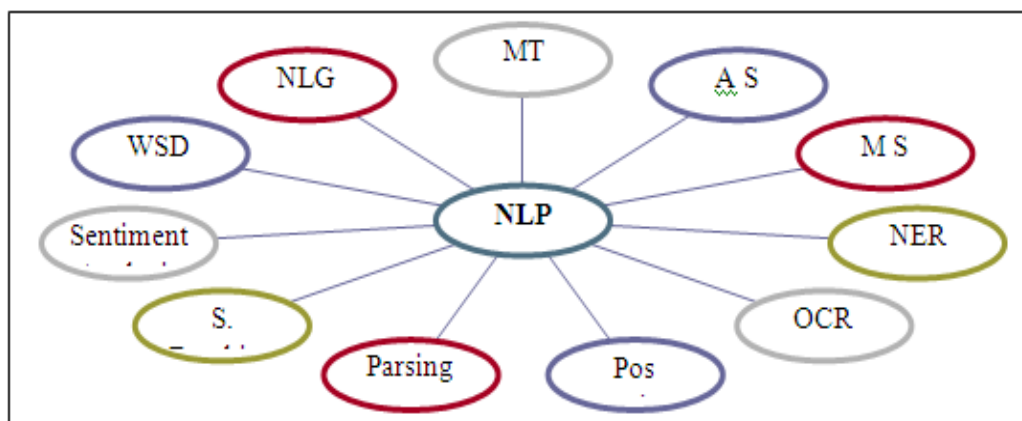 MT
NLG
A S
WSD
M S
NLP
Sentiment
NER
S.
OCR
Parsing
Pos